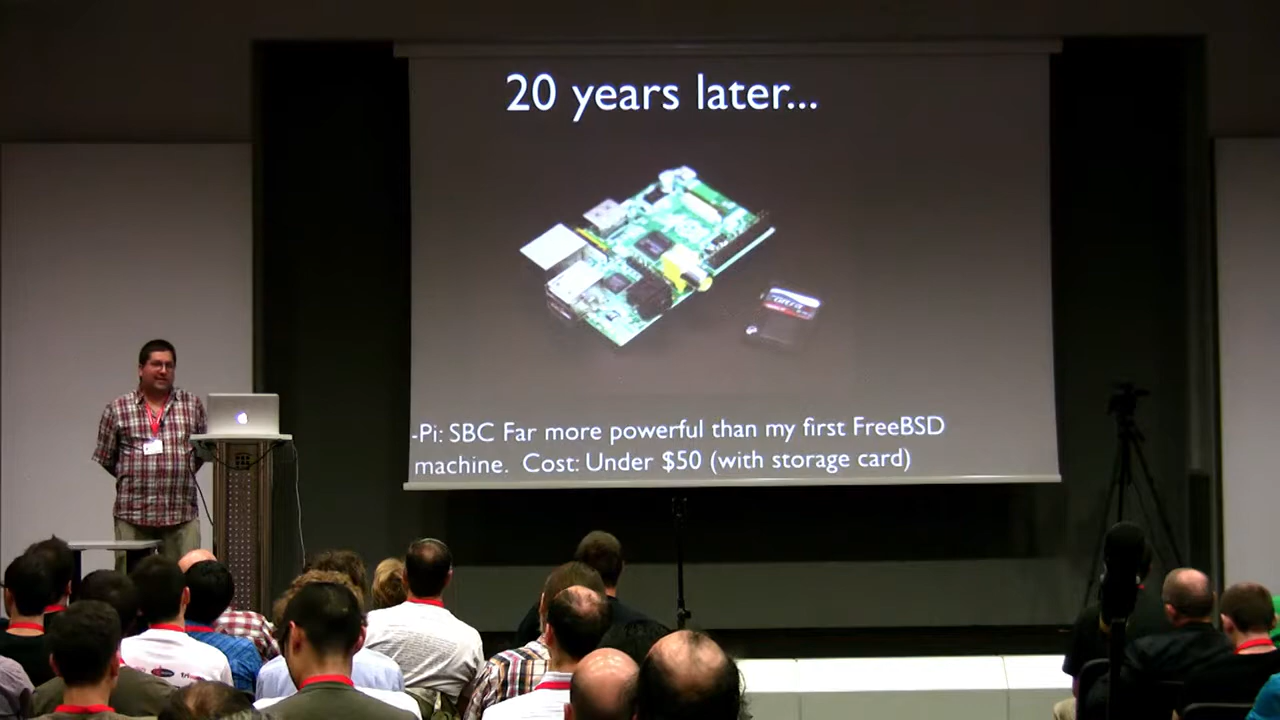 20 years later...
-Pi: SBC Far more powerful than my first FreeBSD
machine. Cost: Under $50 (with storage card)